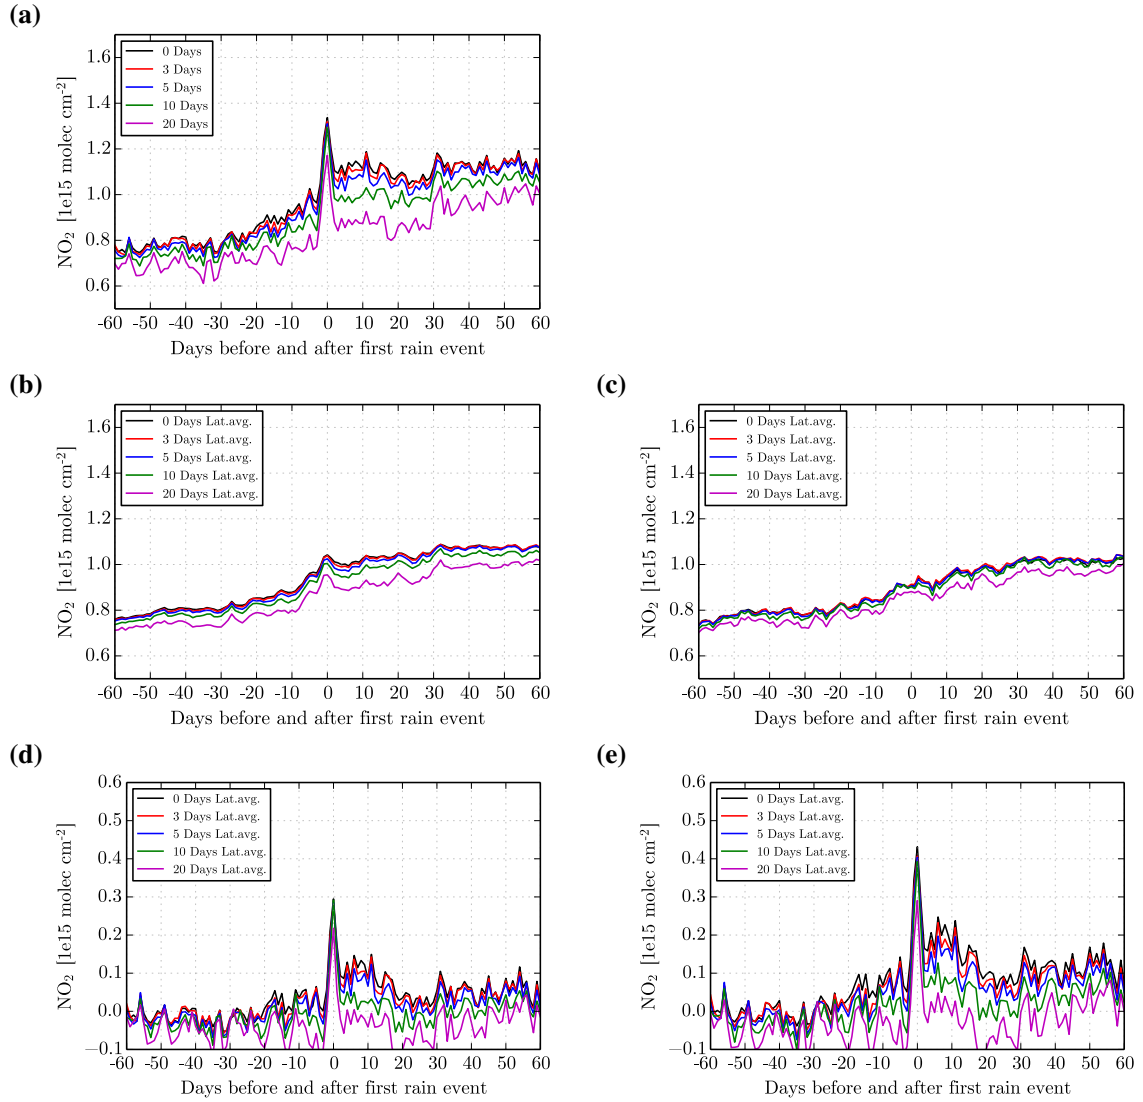 (a)
NO2 [1e15 molec cm-2]
1.6
1.4
1.2
1.0
0.8
0.6
0 Days
3 Days
5 Days
10 Days
20 Days
-60 -50 -40 -30 -20 -10 0 10 20 30 40 50 60
Days before and after first rain event
(b)
NO2 [1e15 molec cm-2]
1.6
1.4
1.2
1.0
0.8
0.6
0 Days Lat.avg.
3 Days Lat.avg.
5 Days Lat.avg.
10 Days Lat.avg.
20 Days Lat.avg.
-60 -50 -40 -30 -20 -10 0 10 20 30 40 50 60
Days before and after first rain event
(c)
NO2 [1e15 molec cm-2]
1.6
1.4
1.2
1.0
0.8
0.6
0 Days Lat.avg.
3 Days Lat.avg.
5 Days Lat.avg.
10 Days Lat.avg.
20 Days Lat.avg.
-60 -50 -40 -30 -20 -10 0 10 20 30 40 50 60
Days before and after first rain event
(d)
NO2 [1e15 molec cm-2]
0.6
0.5
0.4
0.3
0.2
0.1
0.0
−0.1
0 Days Lat.avg.
3 Days Lat.avg.
5 Days Lat.avg.
10 Days Lat.avg.
20 Days Lat.avg.
-60 -50 -40 -30 -20 -10 0 10 20 30 40 50 60
Days before and after first rain event
(e)
NO2 [1e15 molec cm-2]
0.6
0.5
0.4
0.3
0.2
0.1
0.0
−0.1
0 Days Lat.avg.
3 Days Lat.avg.
5 Days Lat.avg.
10 Days Lat.avg.
20 Days Lat.avg.
-60 -50 -40 -30 -20 -10 0 10 20 30 40 50 60
Days before and after first rain event